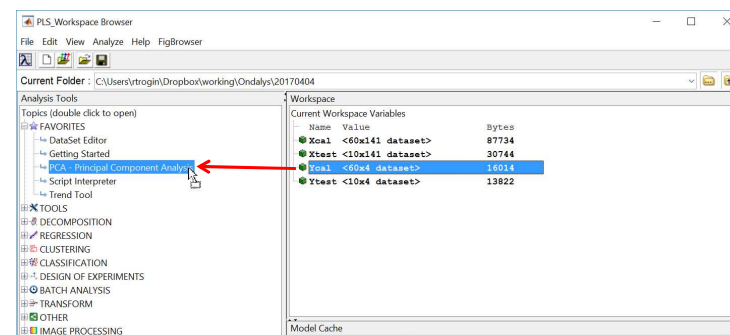 PLS_Workspace Browser
File Edit View Analyze Help FigBrowser
Current Folder : C:\Users\rtrogin\Dropbox\working\Ondalys\20170404
Analysis Tools
Topics (double click to open)
FAVORITES
DataSet Editor
Getting Started
PCA - Principal Component Analysis
Script Interpreter
Trend Tool
TOOLS
DECOMPOSITION
REGRESSION
CLUSTERING
CLASSIFICATION
DESIGN OF EXPERIMENTS
BATCH ANALYSIS
TRANSFORM
OTHER
IMAGE PROCESSING
Workspace
Current Workspace Variables
Name Value Bytes
Xcal <60x141 dataset> 87734
Xtest <10x141 dataset> 30744
Ycal <60x4 dataset> 16014
Ytest <10x4 dataset> 13822
Model Cache